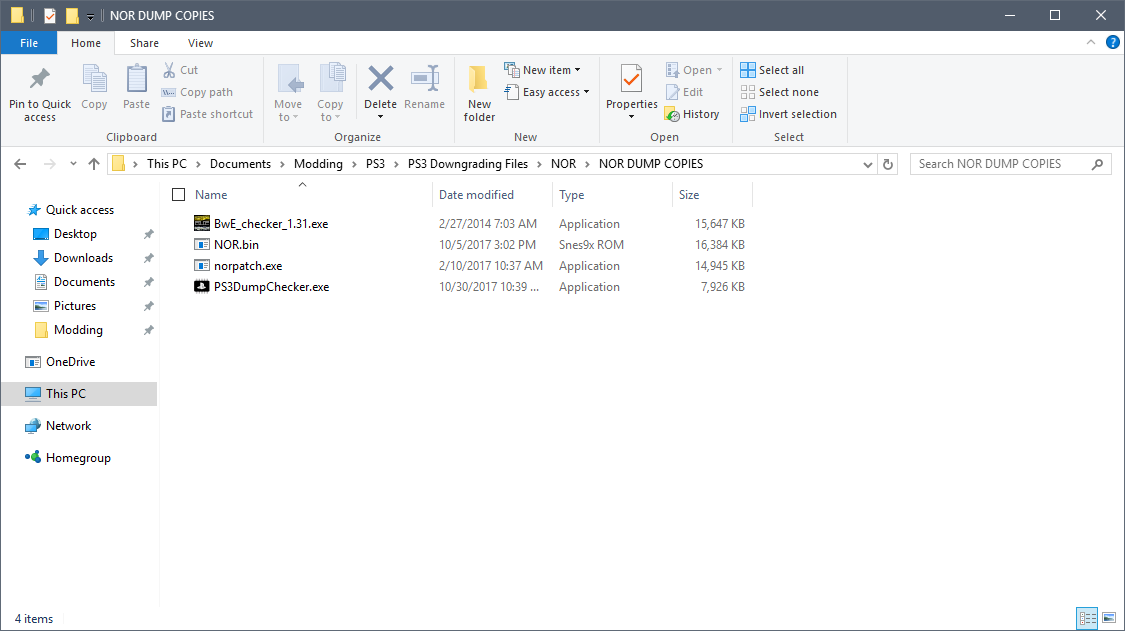 NOR DUMP COPIES
File Home Share View
Pin to Quick access
Copy
Paste
Cut
Copy path
Paste shortcut
Clipboard
Move to
Copy to
Delete
Rename
Organize
New folder
New item
Easy access
New
Properties
Open
Edit
History
Open
Select all
Select none
Invert selection
Select
This PC > Documents > Modding > PS3 > PS3 Downgrading Files > NOR > NOR DUMP COPIES
Search NOR DUMP COPIES
Quick access
Desktop
Downloads
Documents
Pictures
Modding
OneDrive
This PC
Network
Homegroup
Name Date modified Type Size
BwE_checker_1.31.exe 2/27/2014 7:03 AM Application 15,647 KB
NOR.bin 10/5/2017 3:02 PM Snes9x ROM 16,384 KB
norpatch.exe 2/10/2017 10:37 AM Application 14,945 KB
PS3DumpChecker.exe 10/30/2017 10:39 ... Application 7,926 KB
4 items